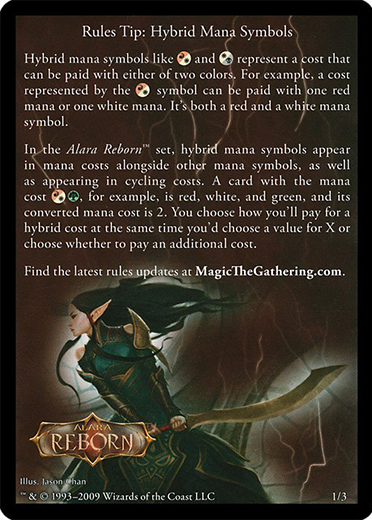 Rules Tip: Hybrid Mana Symbols
Hybrid mana symbols like and represent a cost that
can be paid with either of two colors. For example, a cost
represented by the symbol can be paid with one red
mana or one white mana. It's both a red and a white mana
symbol.
In the Alara Reborn™ set, hybrid mana symbols appear
in mana costs alongside other mana symbols, as well
as appearing in cycling costs. A card with the mana
cost , for example, is red, white, and green, and its
converted mana cost is 2. You choose how you'll pay for a
hybrid cost at the same time you'd choose a value for X or
choose whether to pay an additional cost.
Find the latest rules updates at MagicTheGathering.com.
ALARA
REBORN
Illus. Jason Chan
™ & © 1993–2009 Wizards of the Coast LLC 1/3